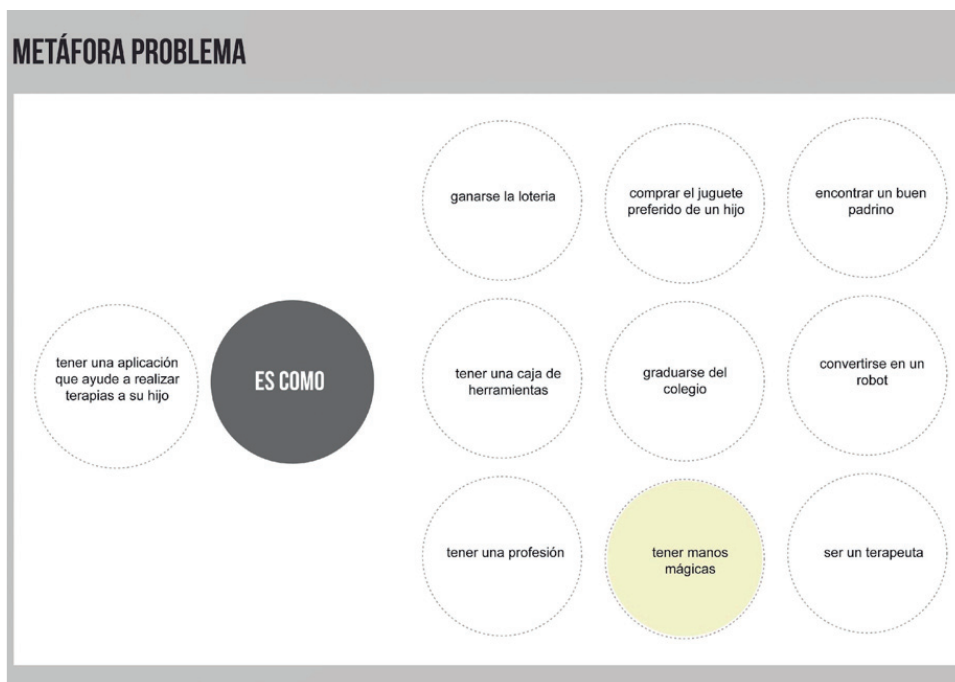 METÁFORA PROBLEMA
tener una aplicación
que ayude a realizar
terapias a su hijo
ES COMO
ganarse la loteria
comprar el juguete
preferido de un hijo
encontrar un buen
padrino
tener una caja de
herramientas
graduarse del
colegio
convertirse en un
robot
tener una profesión
tener manos
mágicas
ser un terapeuta